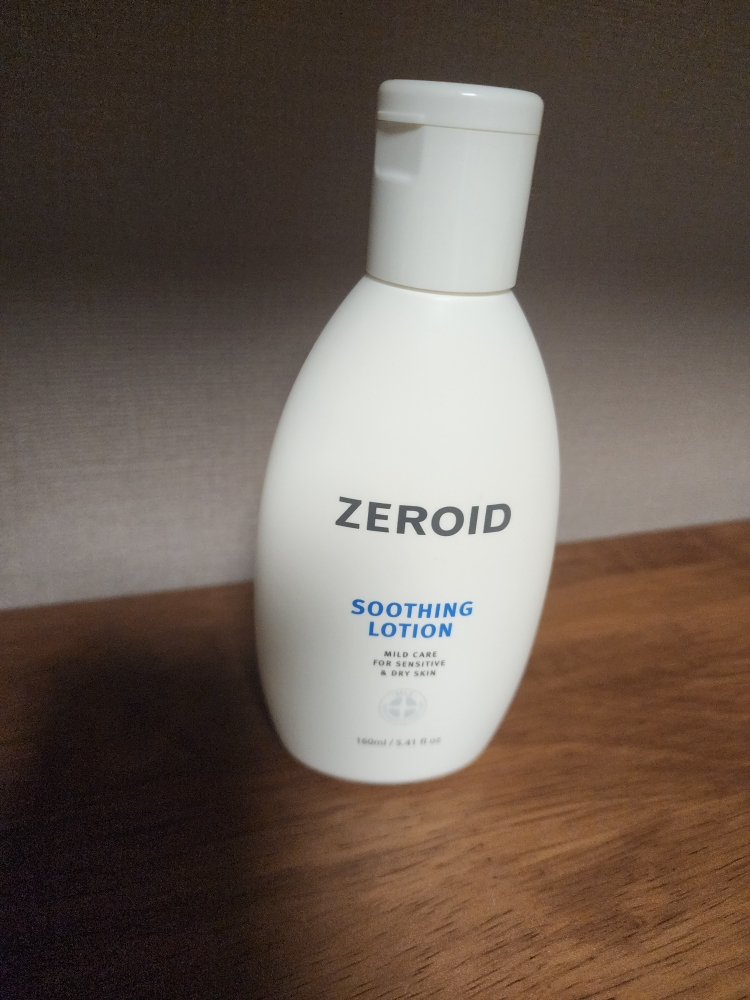 ZEROID
SOOTHING
LOTION
MILD CARE
FOR SENSITIVE
& DRY SKIN
160ml / 5.41 fl oz